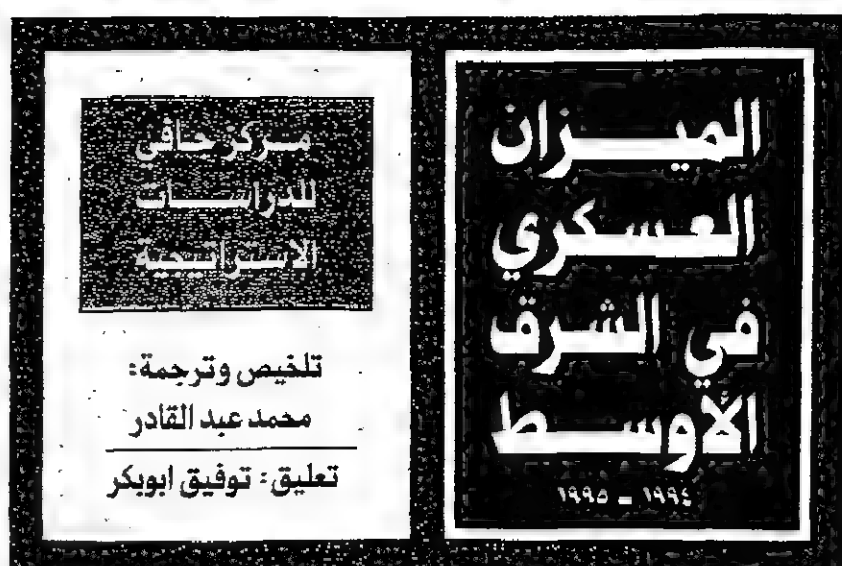 الميزان
العسكري
في الشرق
الأوسط
١٩٩٤ - ١٩٩٥
مركز جافي
للدراسات
الاستراتيجية
تلخيص وترجمة:
محمد عبد القادر
تعليق: توفيق ابوبكر